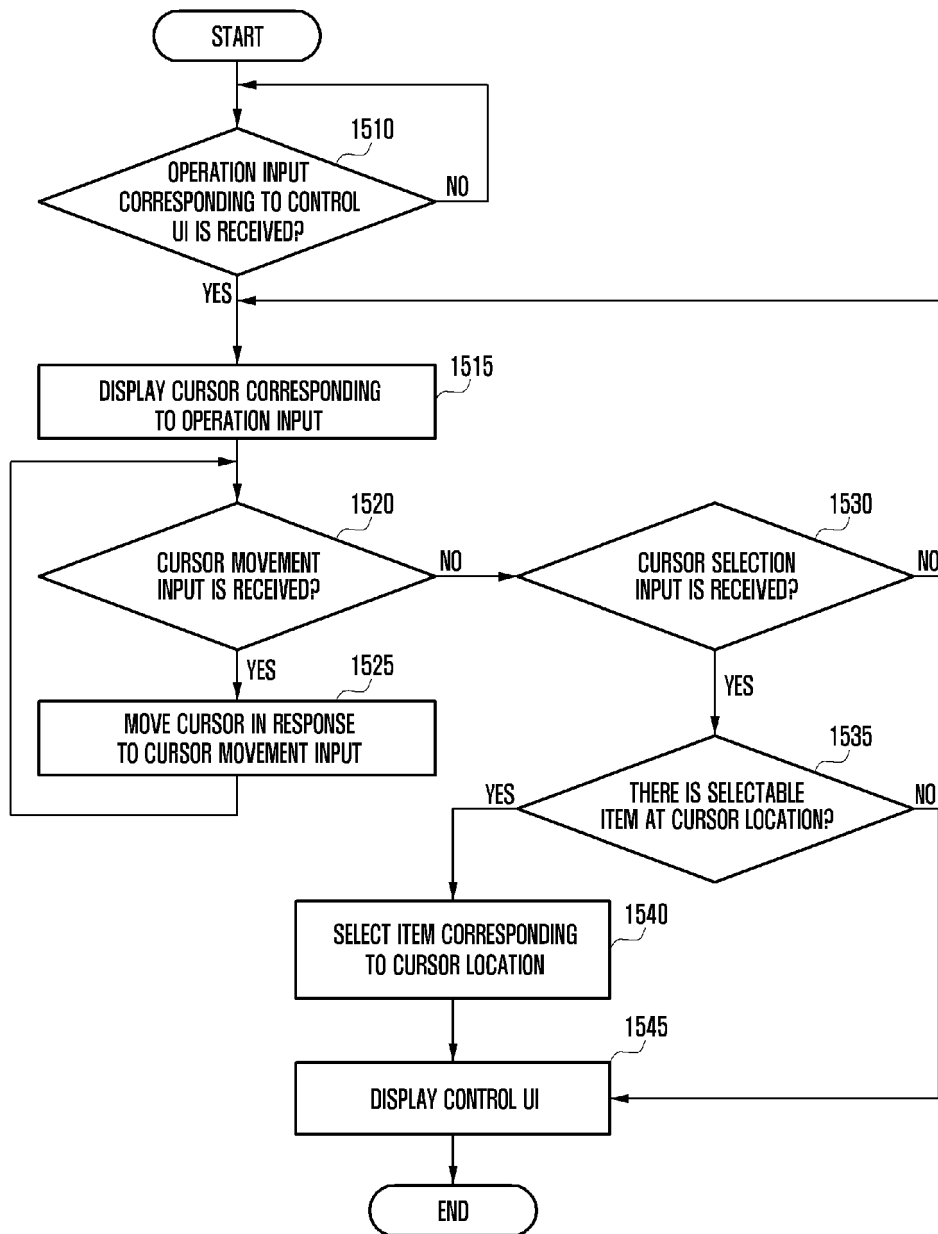 START
1510
OPERATION INPUT
CORRESPONDING TO CONTROL
UI IS RECEIVED?
NO
YES
1515
DISPLAY CURSOR CORRESPONDING
TO OPERATION INPUT
1520
CURSOR MOVEMENT
INPUT IS RECEIVED?
NO
YES
1530
CURSOR SELECTION
INPUT IS RECEIVED?
NO
YES
1525
MOVE CURSOR IN RESPONSE
TO CURSOR MOVEMENT INPUT
1535
THERE IS SELECTABLE
ITEM AT CURSOR LOCATION?
YES
NO
1540
SELECT ITEM CORRESPONDING
TO CURSOR LOCATION
1545
DISPLAY CONTROL UI
END